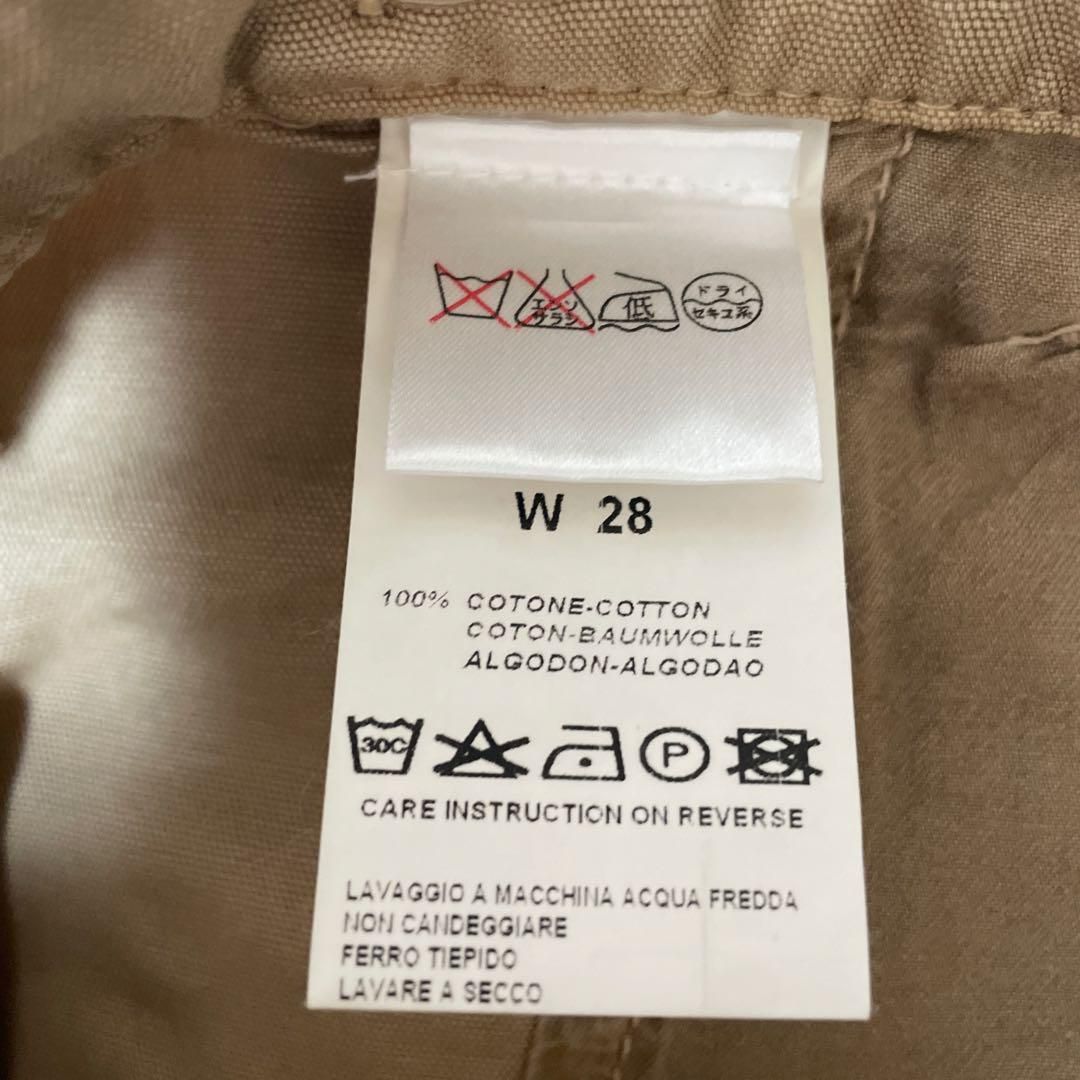 エンソ
サラシ
低
ドライ
セキユ系
W 28
100% COTONE-COTTON
COTON-BAUMWOLLE
ALGODON-ALGODAO
30C
P
CARE INSTRUCTION ON REVERSE
LAVAGGIO A MACCHINA ACQUA FREDDA
NON CANDEGGIARE
FERRO TIEPIDO
LAVARE A SECCO